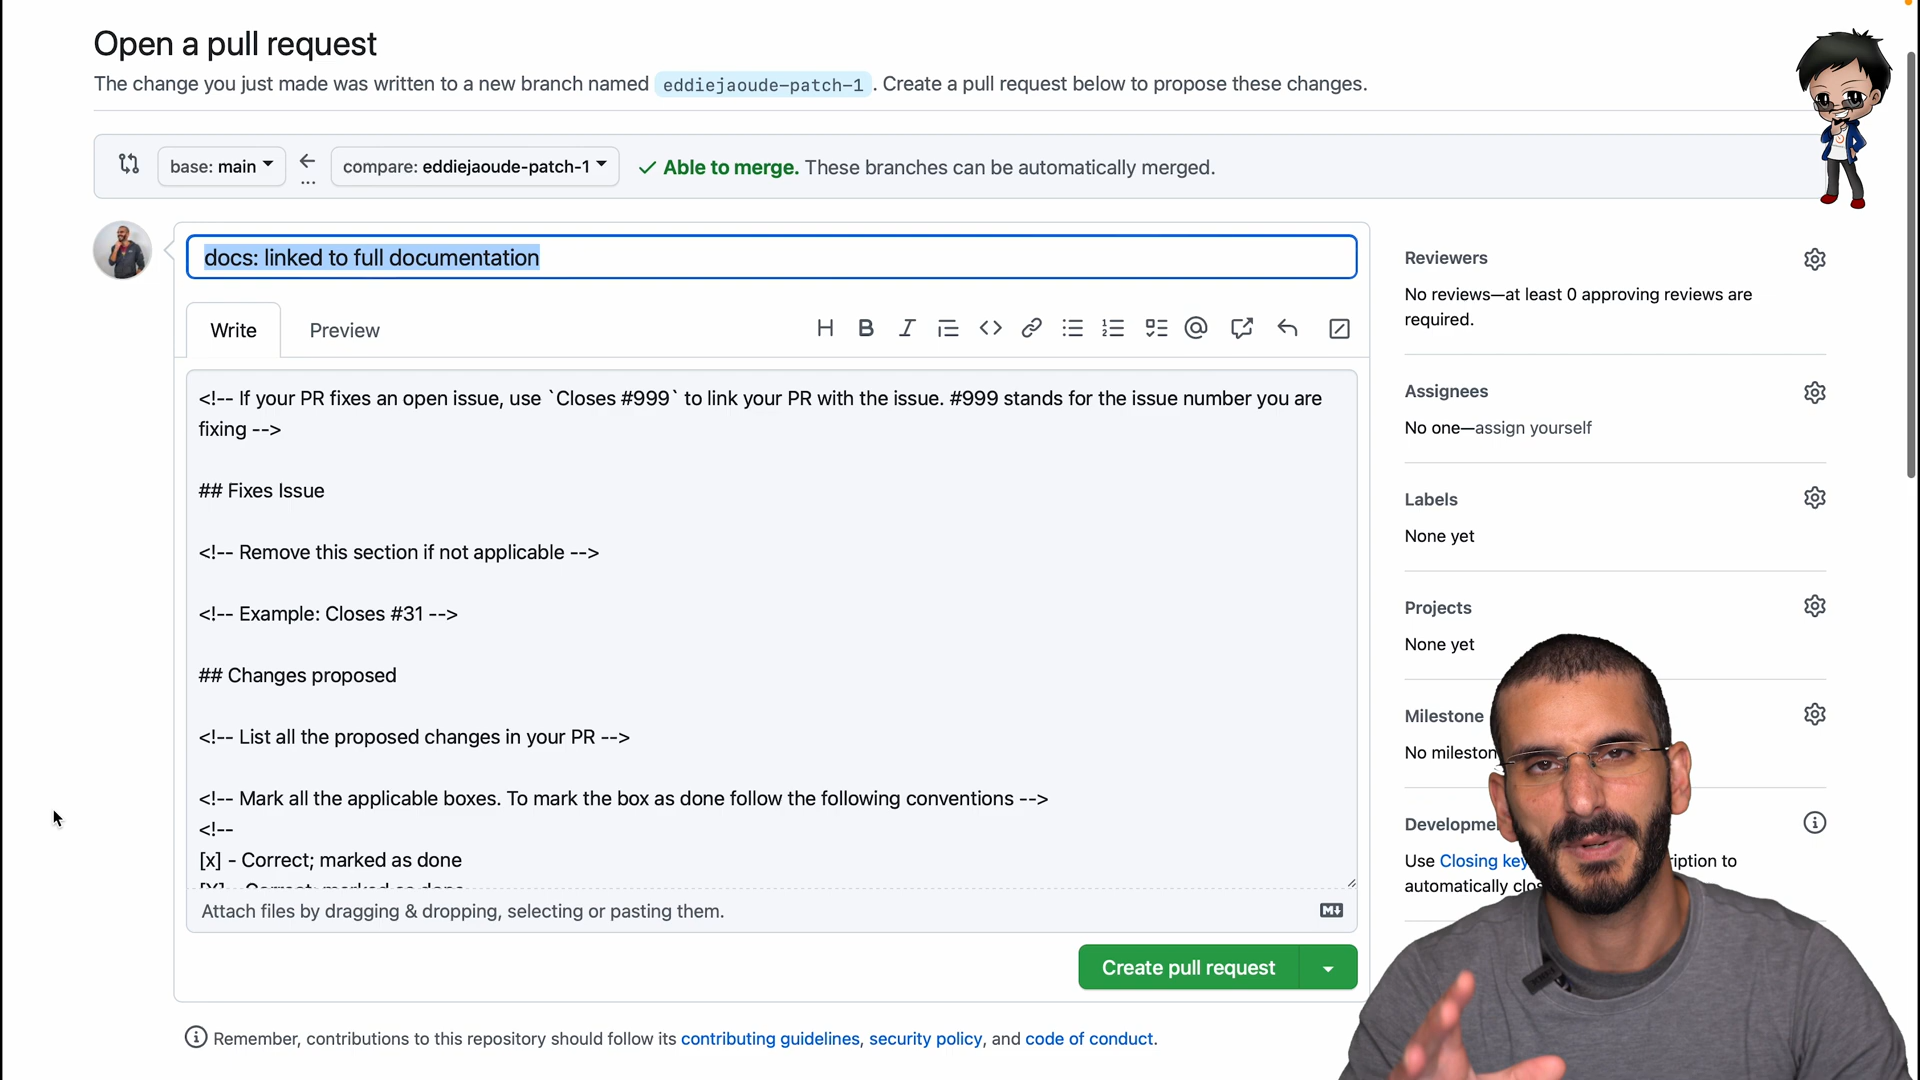 Open a pull request
The change you just made was written to a new branch named eddiejaoude-patch-1 . Create a pull request below to propose these changes.
base: main
...
compare: eddiejaoude-patch-1
Able to merge. These branches can be automatically merged.
docs: linked to full documentation
Write
Preview
<!-- If your PR fixes an open issue, use `Closes #999` to link your PR with the issue. #999 stands for the issue number you are
fixing -->
## Fixes Issue
<!-- Remove this section if not applicable -->
<!-- Example: Closes #31 -->
## Changes proposed
<!-- List all the proposed changes in your PR -->
<!-- Mark all the applicable boxes. To mark the box as done follow the following conventions -->
<!--
[x] - Correct; marked as done
Attach files by dragging & dropping, selecting or pasting them.
Create pull request
Remember, contributions to this repository should follow its contributing guidelines, security policy, and code of conduct.
Reviewers
No reviews—at least 0 approving reviews are
required.
Assignees
No one—assign yourself
Labels
None yet
Projects
None yet
Milestone
No mileston
Developme
Use Closing key ription to
automatically clos